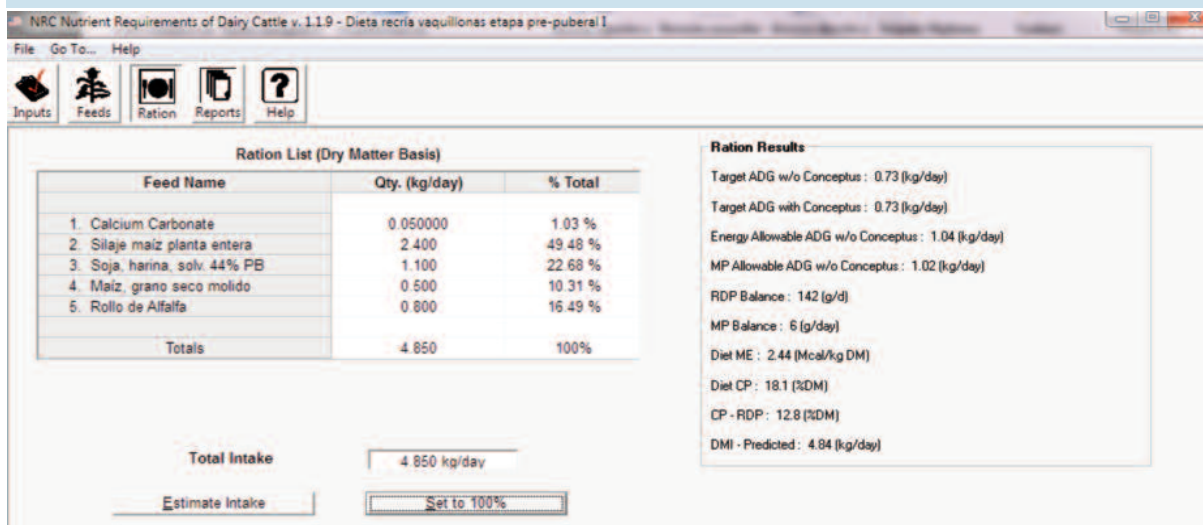 NRC Nutrient Requirements of Dairy Cattle v. 1.1.9 - Dieta recría vaquillonas etapa pre-puberal I
File Go To... Help
Inputs Feeds Ration Reports Help
Ration List (Dry Matter Basis)
Feed Name Qty. (kg/day) % Total
1. Calcium Carbonate 0.050000 1.03 %
2. Silaje maíz planta entera 2.400 49.48 %
3. Soja, harina, solv. 44% PB 1.100 22.68 %
4. Maíz, grano seco molido 0.500 10.31 %
5. Rollo de Alfalfa 0.800 16.49 %
Totals 4.850 100%
Total Intake 4.850 kg/day
Estimate Intake Set to 100%
Ration Results
Target ADG w/o Conceptus : 0.73 (kg/day)
Target ADG with Conceptus : 0.73 (kg/day)
Energy Allowable ADG w/o Conceptus : 1.04 (kg/day)
MP Allowable ADG w/o Conceptus : 1.02 (kg/day)
RDP Balance : 142 (g/d)
MP Balance : 6 (g/day)
Diet ME : 2.44 (Mcal/kg DM)
Diet CP : 18.1 (%DM)
CP - RDP : 12.8 (%DM)
DMI - Predicted : 4.84 (kg/day)